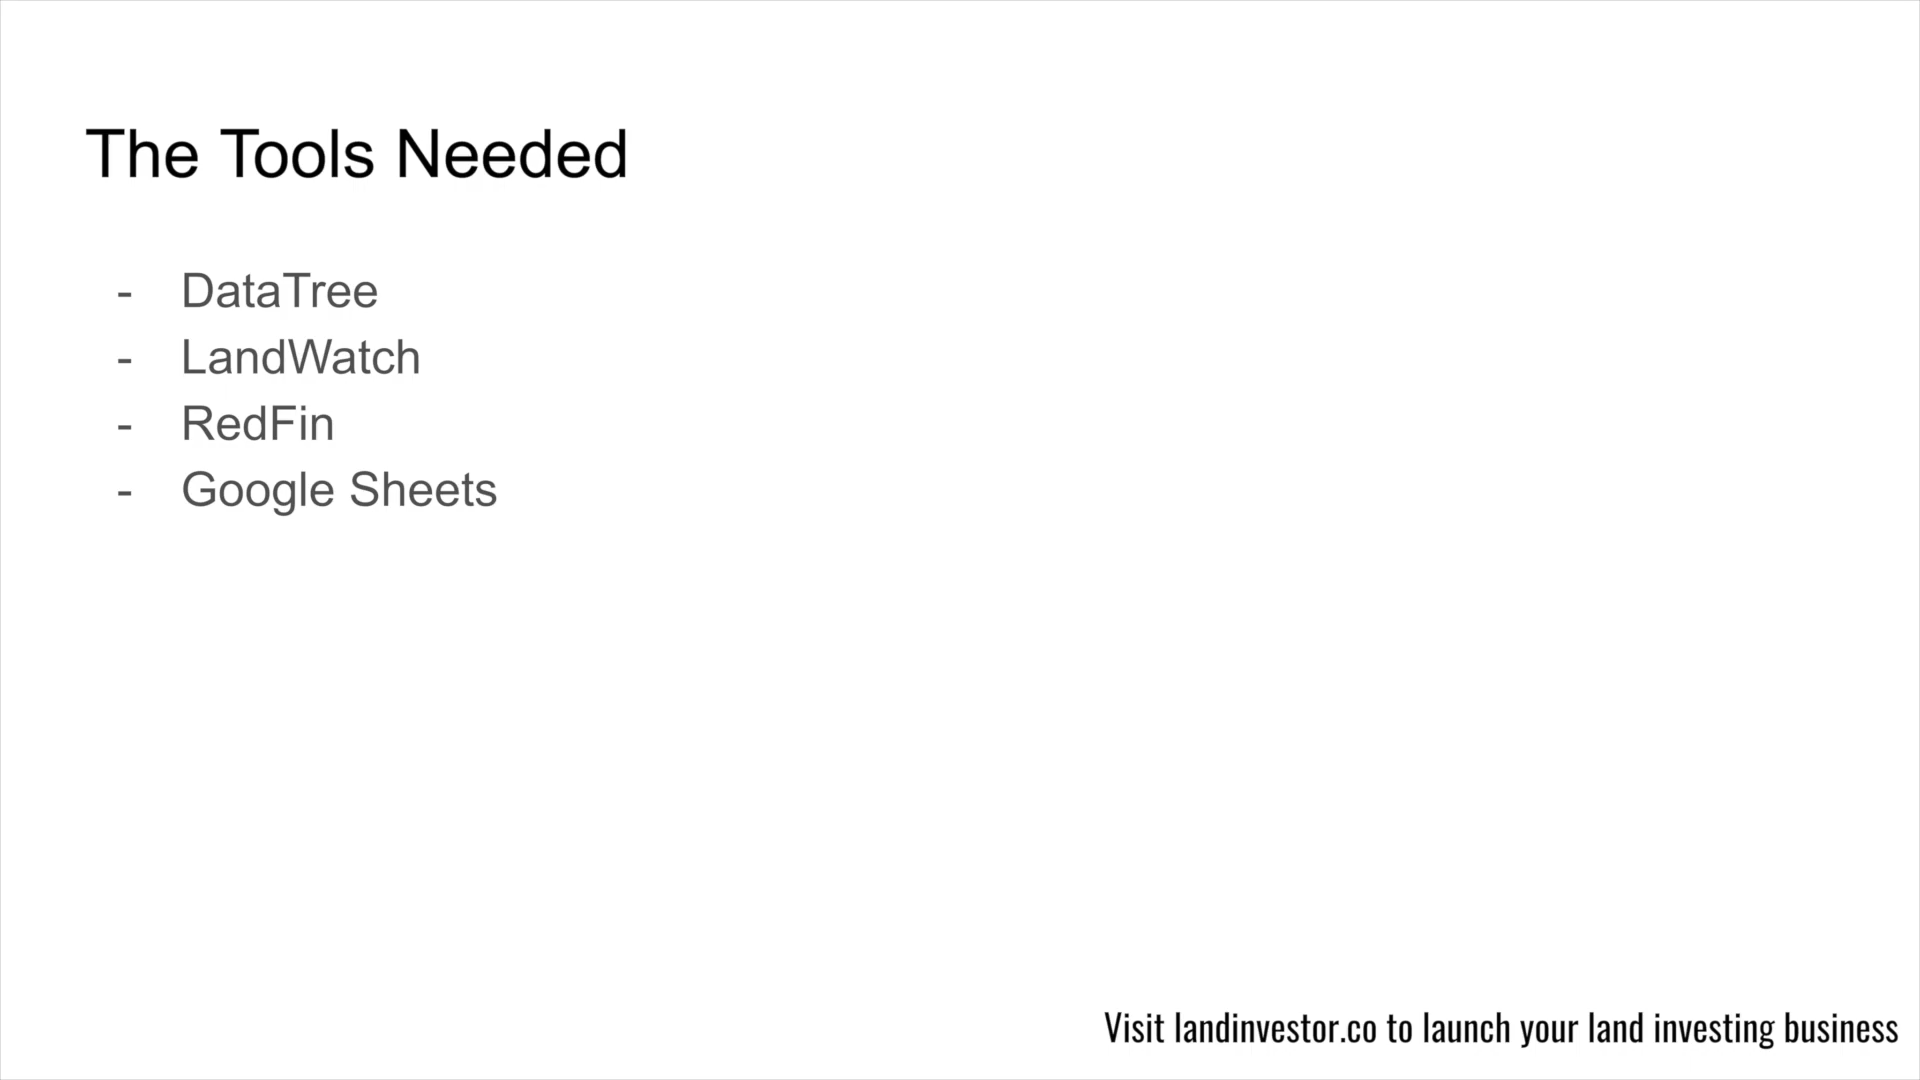 The Tools Needed
- DataTree
- LandWatch
- RedFin
- Google Sheets
Visit landinvestor.co to launch your land investing business